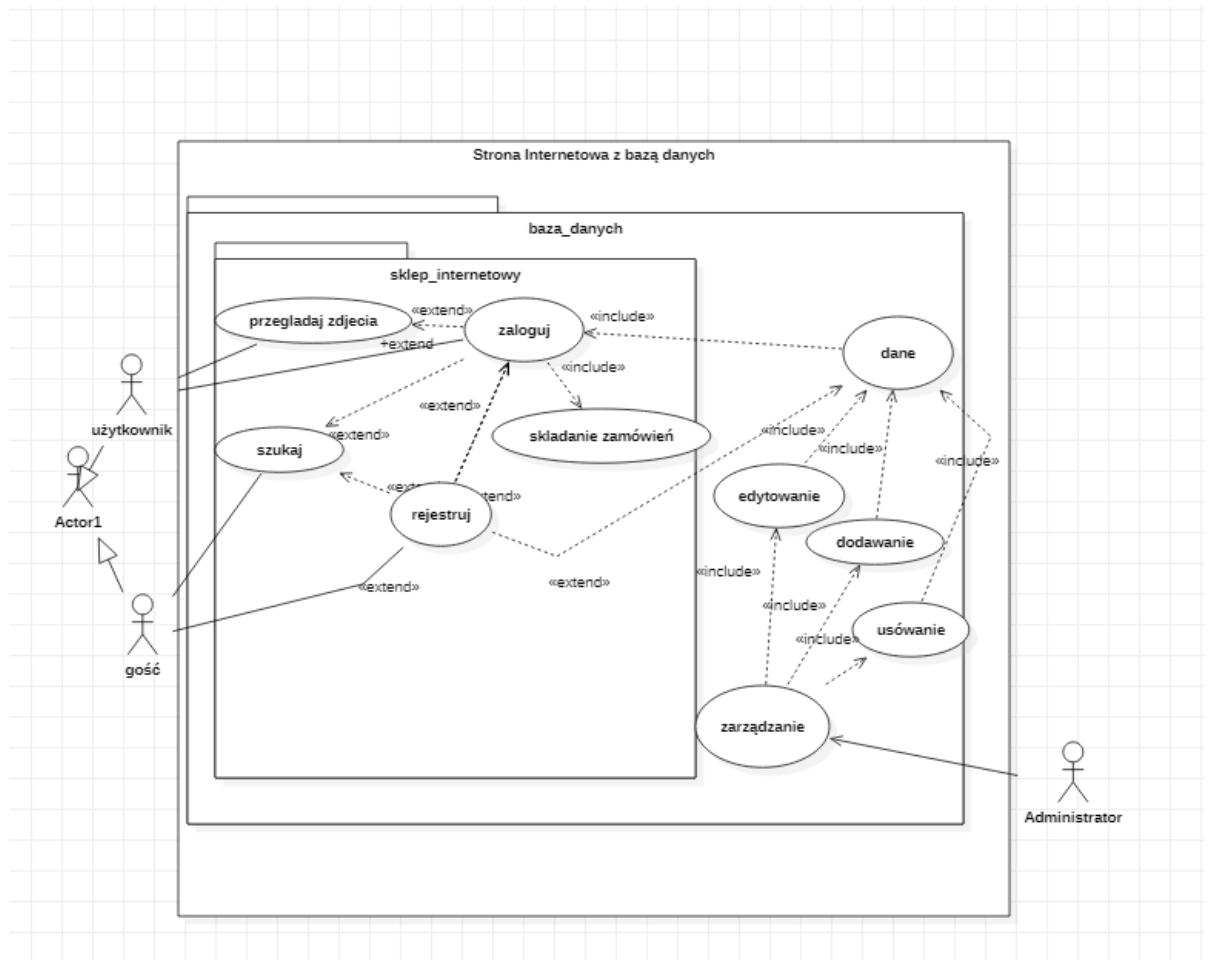 Strona Internetowa z bazą danych
baza_danych
sklep_internetowy
przegladaj zdjecia
«extend»
zaloguj
«include»
+extend
dane
«include»
użytkownik
«extend»
szukaj
«extend»
skladanie zamówień
«include»
«include»
«include»
Actor1
rejestruj
edytowanie
dodawanie
«include»
«extend»
«extend»
«include»
«include»
usówanie
«include»
gość
zarządzanie
Administrator